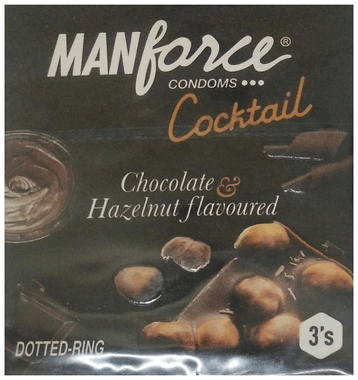 MANforce®
CONDOMS •••
Cocktail
Chocolate &
Hazelnut flavoured
DOTTED-RING
3's